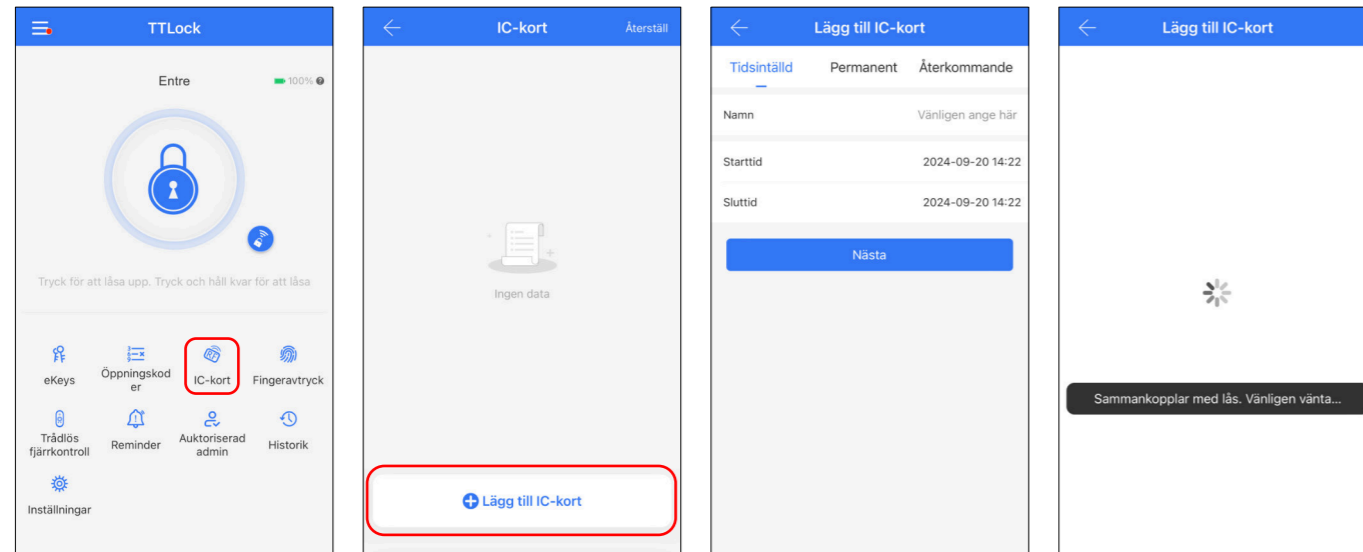 TTLock
Entre
100%
Tryck för att låsa upp. Tryck och håll kvar för att låsa
eKeys
Öppningskod
er
IC-kort
Fingeravtryck
Trådlös
fjärrkontroll
Reminder
Auktoriserad
admin
Historik
Inställningar
IC-kort
Återställ
Ingen data
Lägg till IC-kort
Lägg till IC-kort
Tidsintälld
Permanent
Återkommande
Namn
Vänligen ange här
Starttid
2024-09-20 14:22
Sluttid
2024-09-20 14:22
Nästa
Lägg till IC-kort
Sammankopplar med lås. Vänligen vänta...